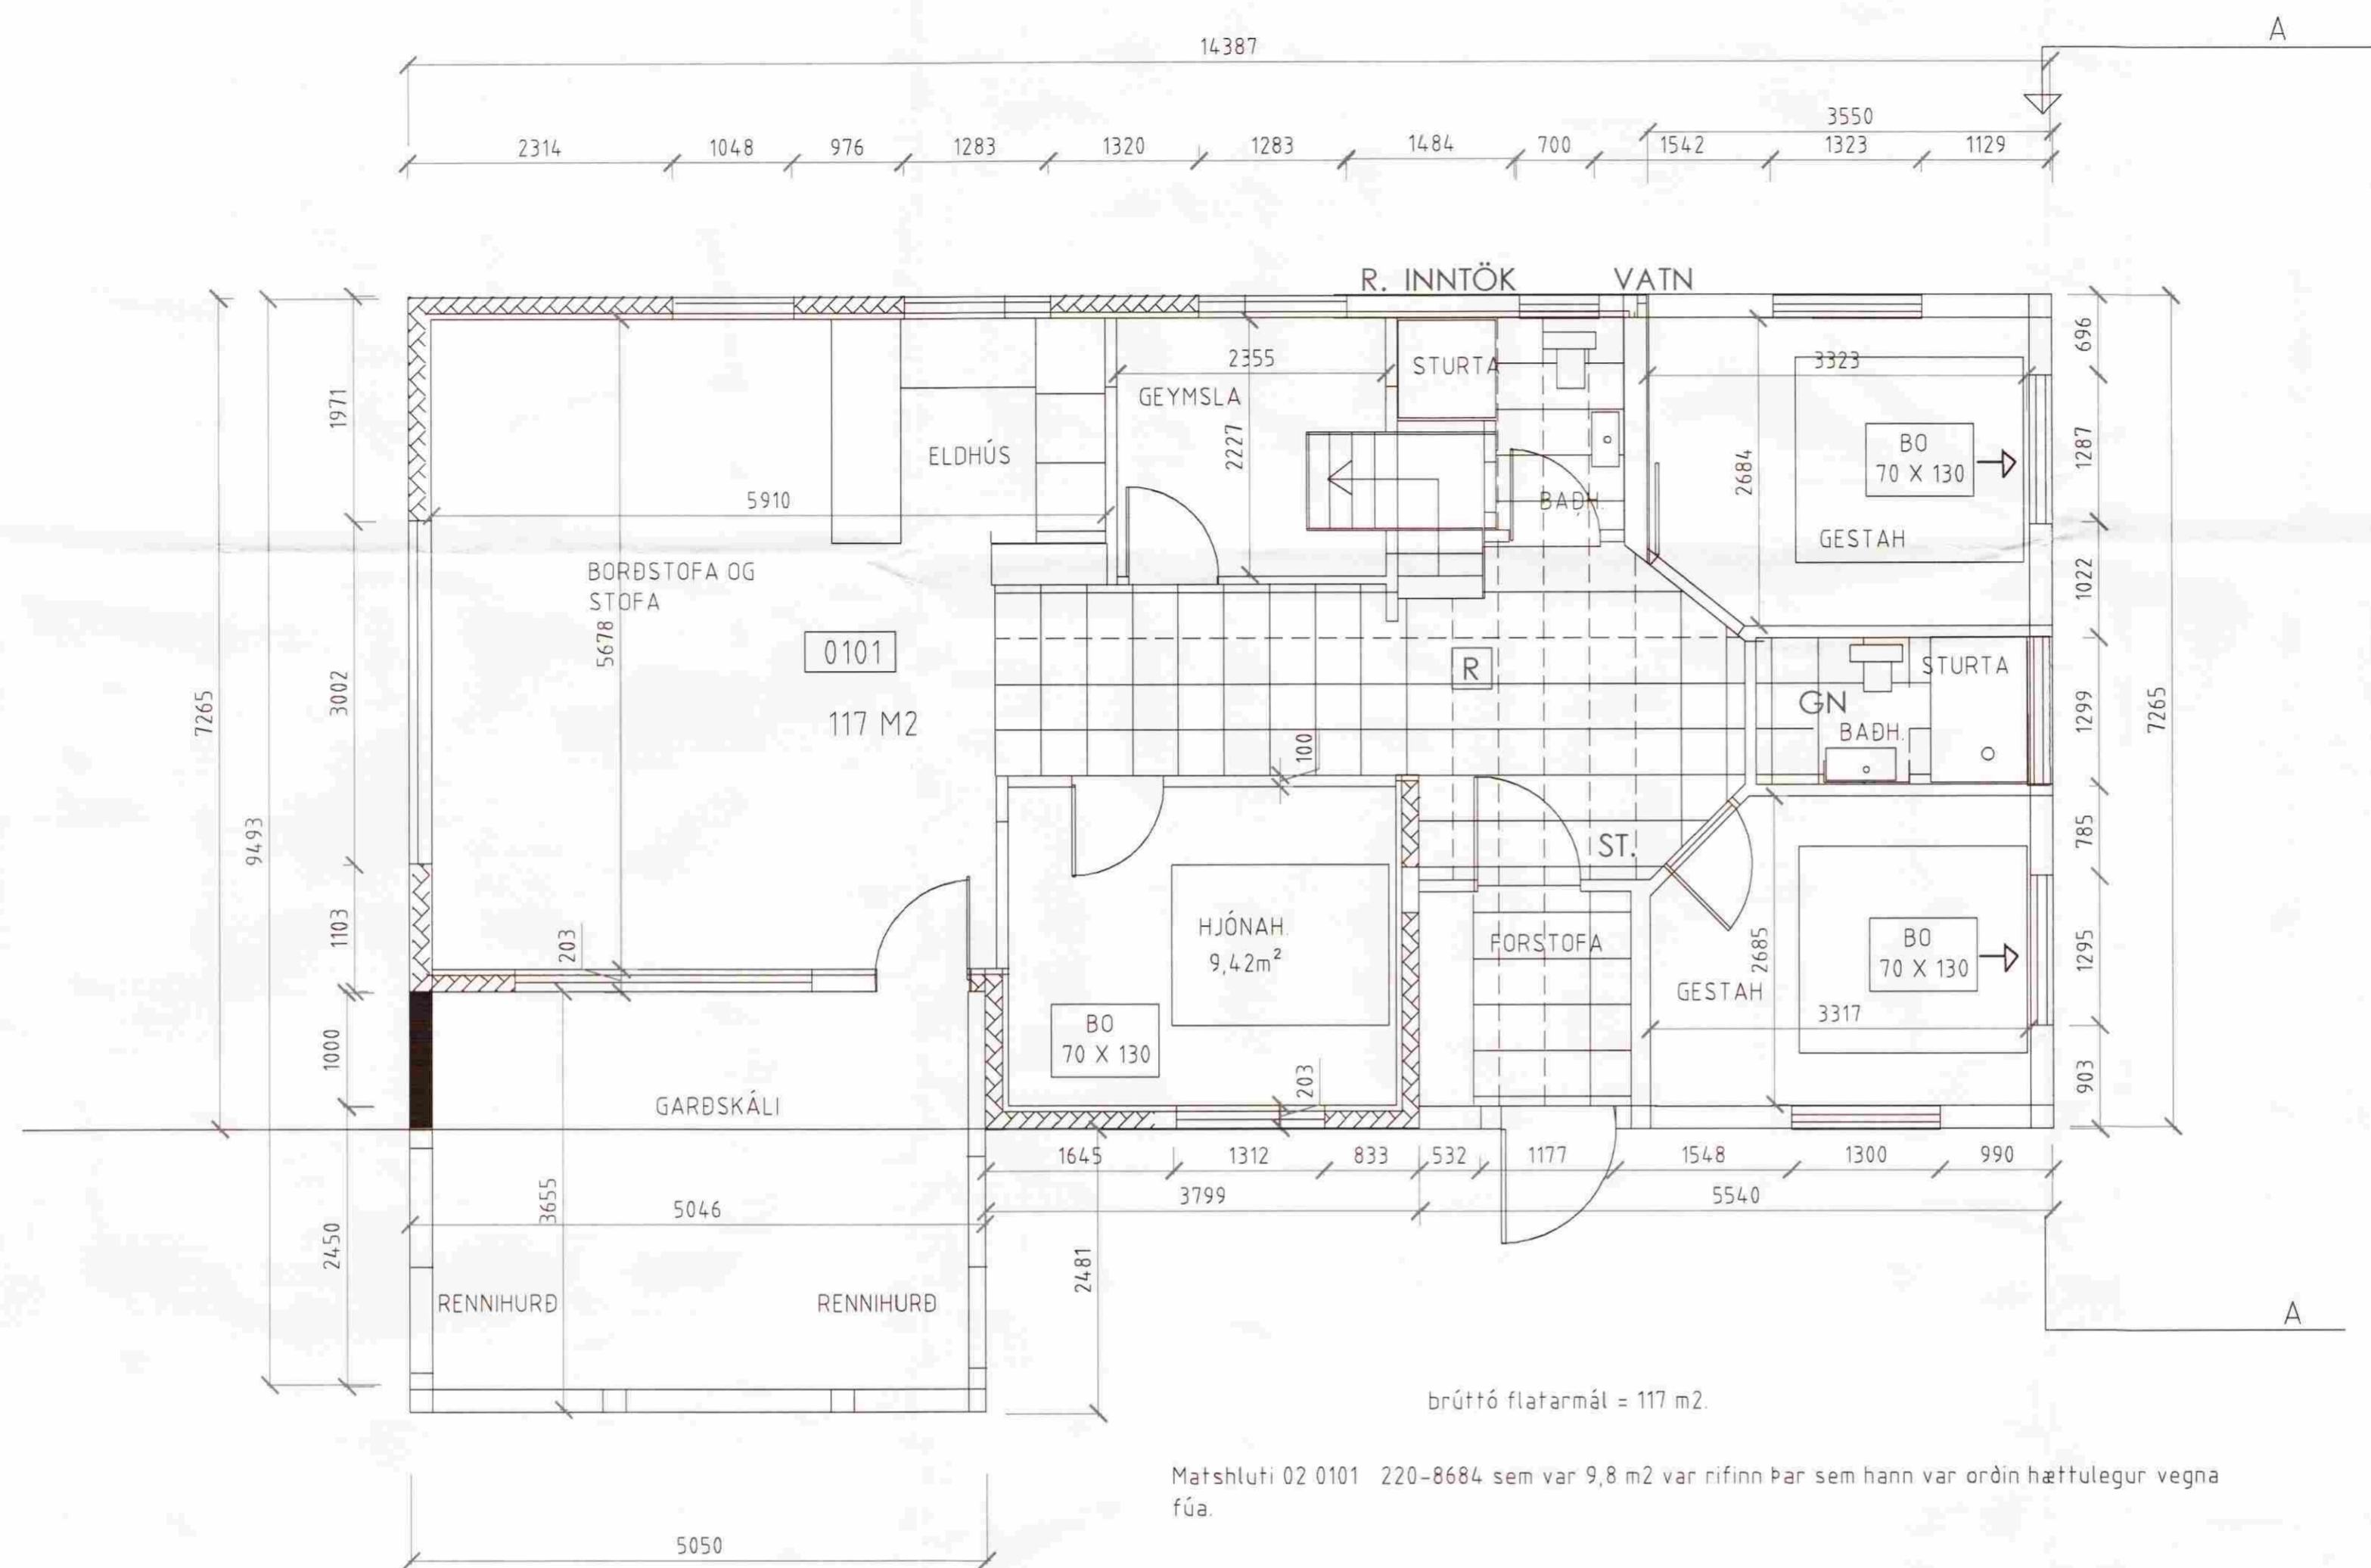 A
14387
3550
2314 1048 976 1283 1320 1283 1484 700 1542 1323 1129
R. INNTÖK VATN
696
1287
1022
1299
785
1295
903
7265
7265
9493
1971
3002
1103
1000
2450
2355
STURTA
3323
GEYMSLA
2227
ELDHÚS
BO
70 X 130
2684
5910
BAÐH.
GESTAH
BORÐSTOFA OG
STOFA
5678
0101
R
STURTA
GN
117 M2
BAÐH.
100
ST.
203
HJÓNAH.
9,42m²
FORSTOFA
2685
BO
70 X 130
GESTAH
3317
BO
70 X 130
203
GARÐSKÁLI
1645 1312 833 532 1177 1548 1300 990
3799 5540
3655
5046
2481
RENNIHURÐ RENNIHURÐ
A
brúttó flatarmál = 117 m2.
Matshluti 02 0101 220-8684 sem var 9,8 m2 var rifinn Þar sem hann var orðin hættulegur vegna
fúa.
5050